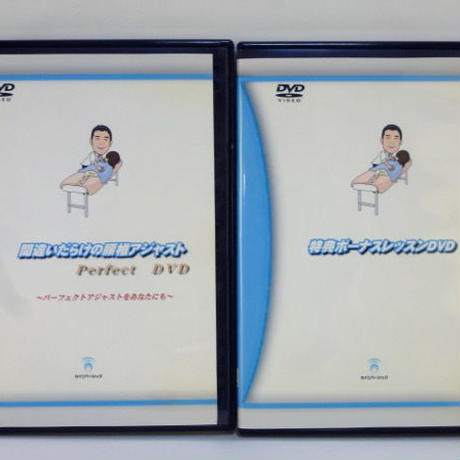 DVD
VIDEO
間違いだらけの腰椎アジャスト
Perfect DVD
～パーフェクトアジャストをあなたにも～
DVD
VIDEO
特典ボーナスレッスンDVD